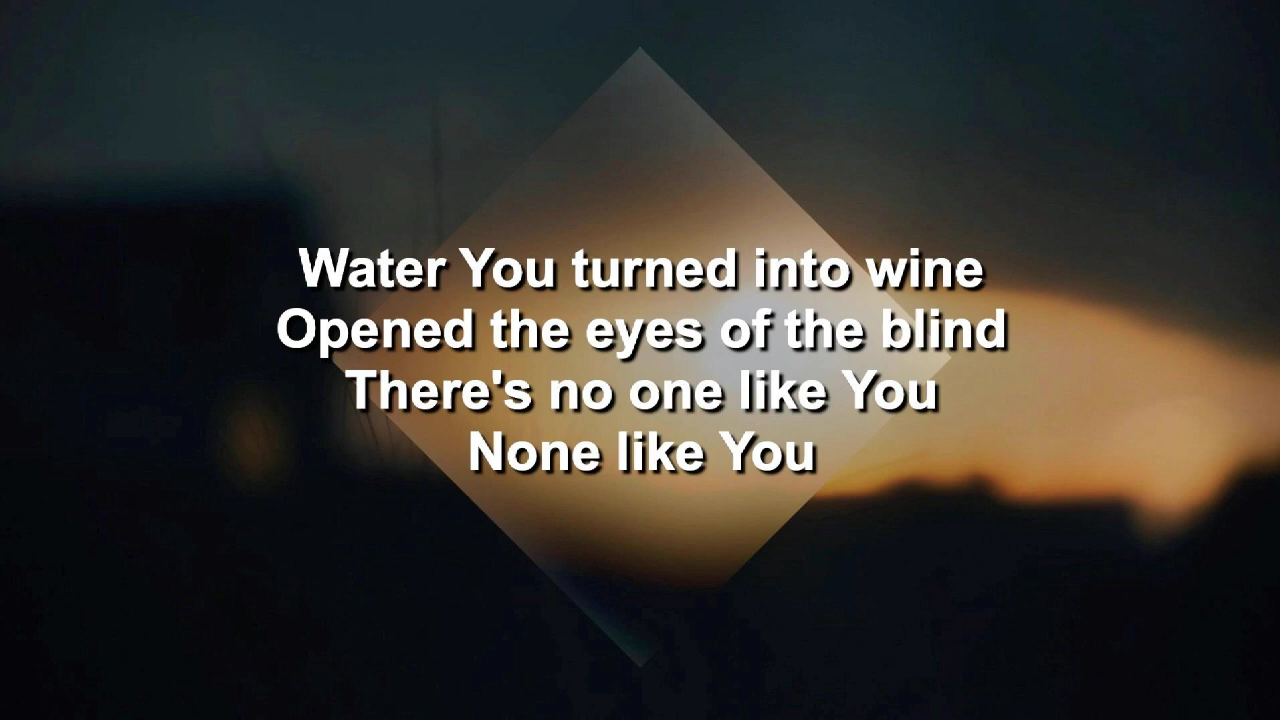 Water You turned into wine
Opened the eyes of the blind
There's no one like You
None like You